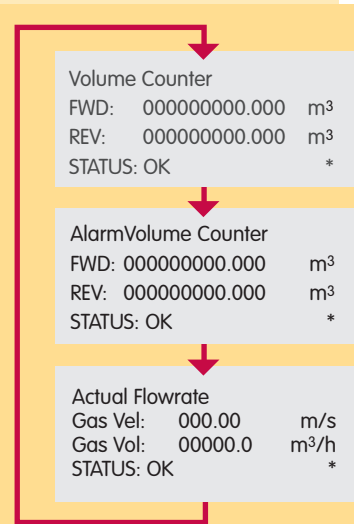 Volume Counter
FWD: 000000000.000 m³
REV: 000000000.000 m³
STATUS: OK *
AlarmVolume Counter
FWD: 000000000.000 m³
REV: 000000000.000 m³
STATUS: OK *
Actual Flowrate
Gas Vel: 000.00 m/s
Gas Vol: 00000.0 m³/h
STATUS: OK *